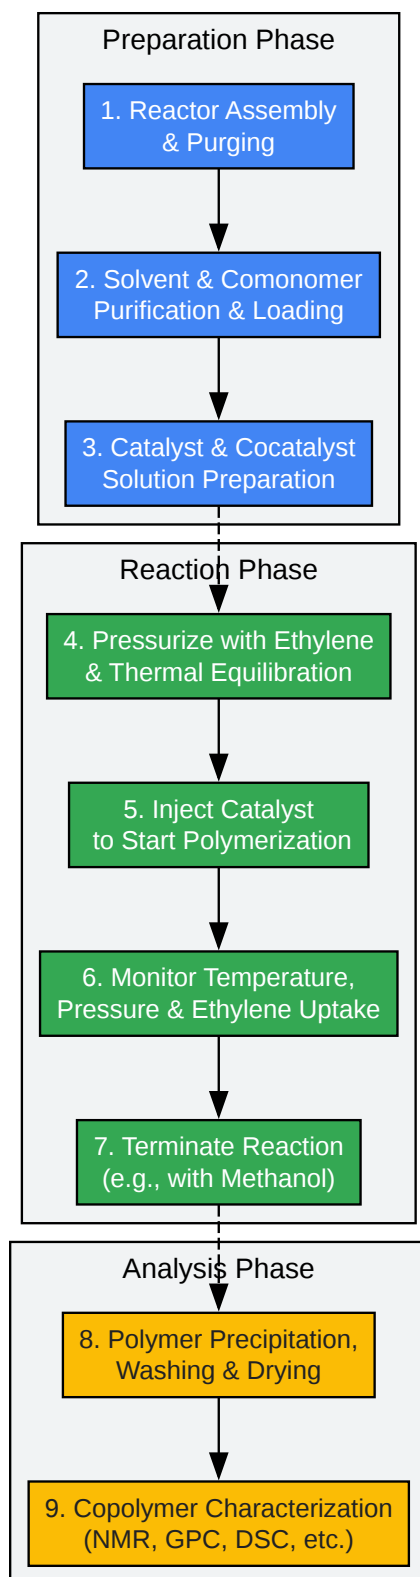 Preparation Phase
1. Reactor Assembly
& Purging
2. Solvent & Comonomer
Purification & Loading
3. Catalyst & Cocatalyst
Solution Preparation
Reaction Phase
4. Pressurize with Ethylene
& Thermal Equilibration
5. Inject Catalyst
to Start Polymerization
6. Monitor Temperature,
Pressure & Ethylene Uptake
7. Terminate Reaction
(e.g., with Methanol)
Analysis Phase
8. Polymer Precipitation,
Washing & Drying
9. Copolymer Characterization
(NMR, GPC, DSC, etc.)